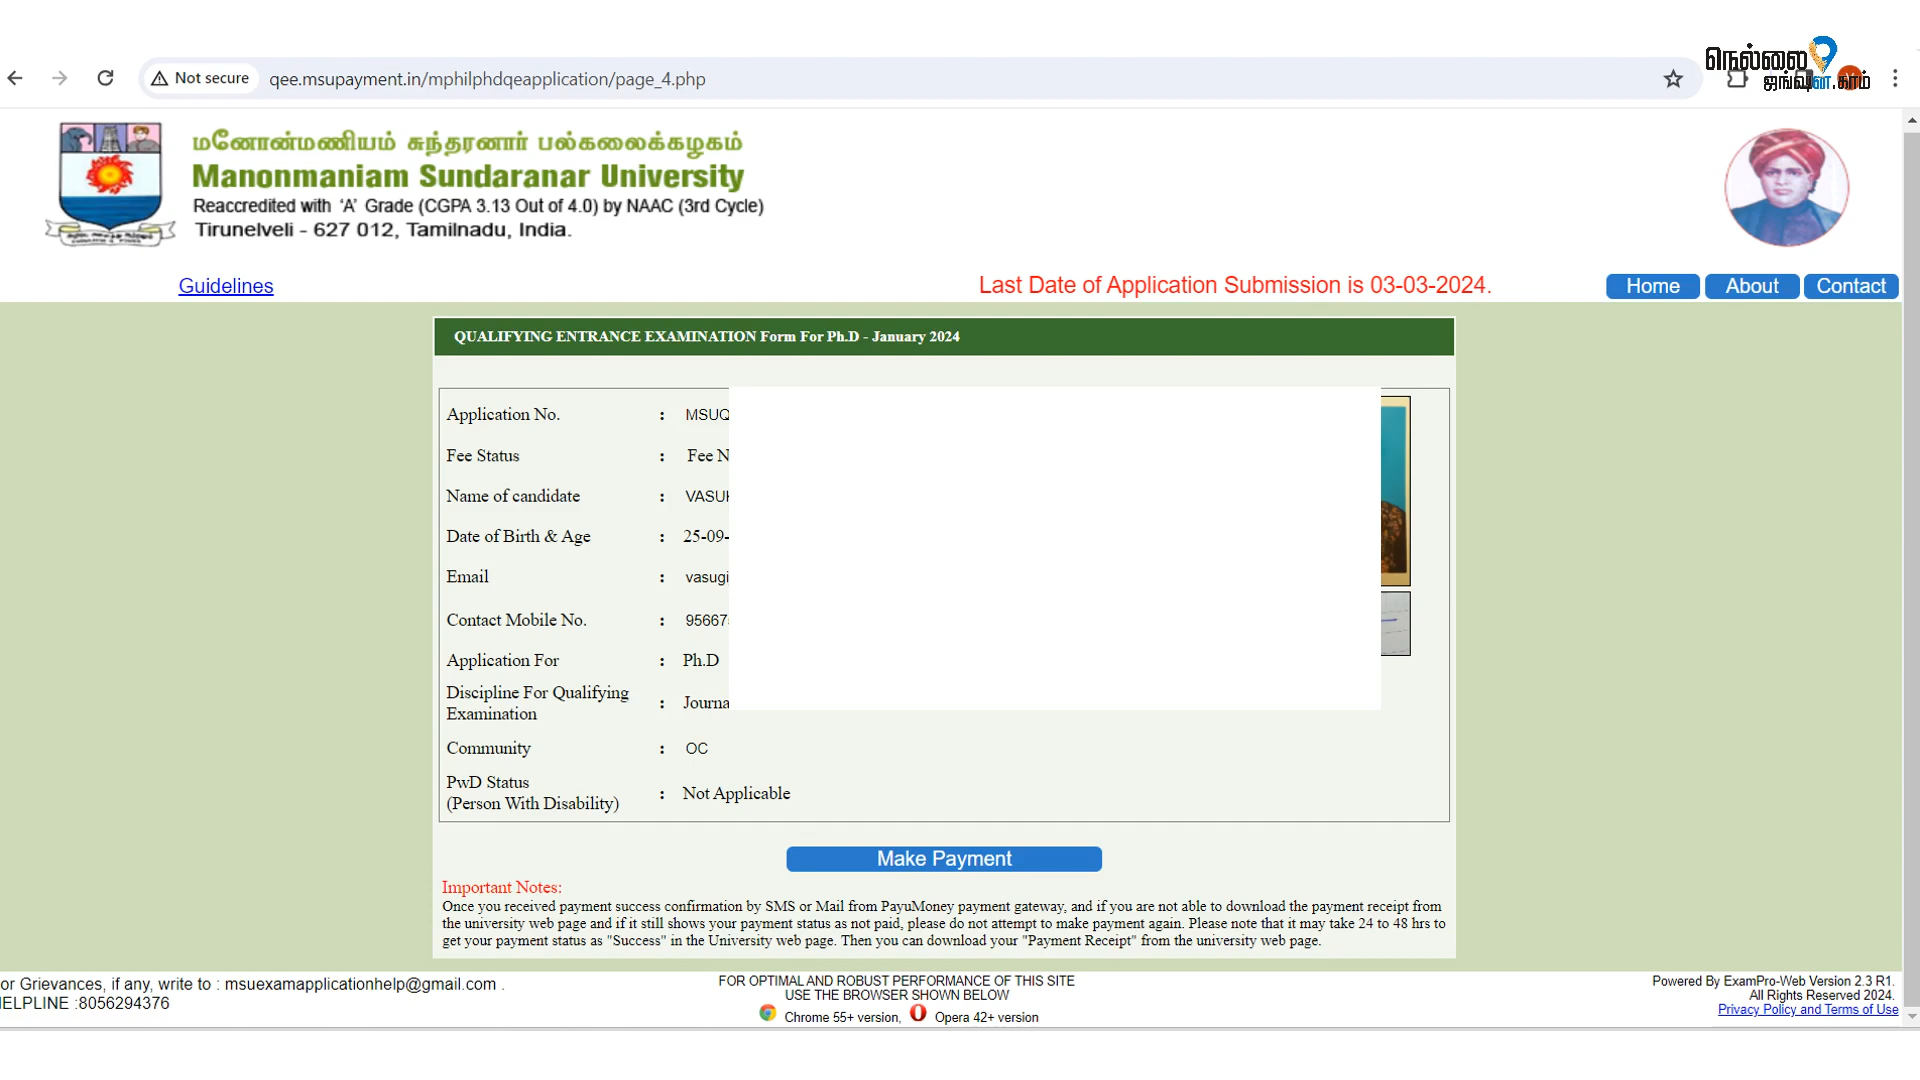 நெல்லை
ஜங்ஷன்.காம்
Not secure
qee.msupayment.in/mphilphdqeapplication/page_4.php
மனோன்மணியம் சுந்தரனார் பல்கலைக்கழகம்
Manonmaniam Sundaranar University
Reaccredited with 'A' Grade (CGPA 3.13 Out of 4.0) by NAAC (3rd Cycle)
Tirunelveli - 627 012, Tamilnadu, India.
Guidelines
Last Date of Application Submission is 03-03-2024.
Home About Contact
QUALIFYING ENTRANCE EXAMINATION Form For Ph.D - January 2024
Application No. : MSUQ
Fee Status : Fee N
Name of candidate : VASU
Date of Birth & Age : 25-09-
Email : vasugi
Contact Mobile No. : 95667
Application For : Ph.D
Discipline For Qualifying
Examination : Journa
Community : OC
PwD Status
(Person With Disability) : Not Applicable
Make Payment
Important Notes:
Once you received payment success confirmation by SMS or Mail from PayuMoney payment gateway, and if you are not able to download the payment receipt from
the university web page and if it still shows your payment status as not paid, please do not attempt to make payment again. Please note that it may take 24 to 48 hrs to
get your payment status as "Success" in the University web page. Then you can download your "Payment Receipt" from the university web page.
or Grievances, if any, write to : msuexamapplicationhelp@gmail.com .
HELPLINE :8056294376
FOR OPTIMAL AND ROBUST PERFORMANCE OF THIS SITE
USE THE BROWSER SHOWN BELOW
Chrome 55+ version, Opera 42+ version
Powered By ExamPro-Web Version 2.3 R1.
All Rights Reserved 2024.
Privacy Policy and Terms of Use